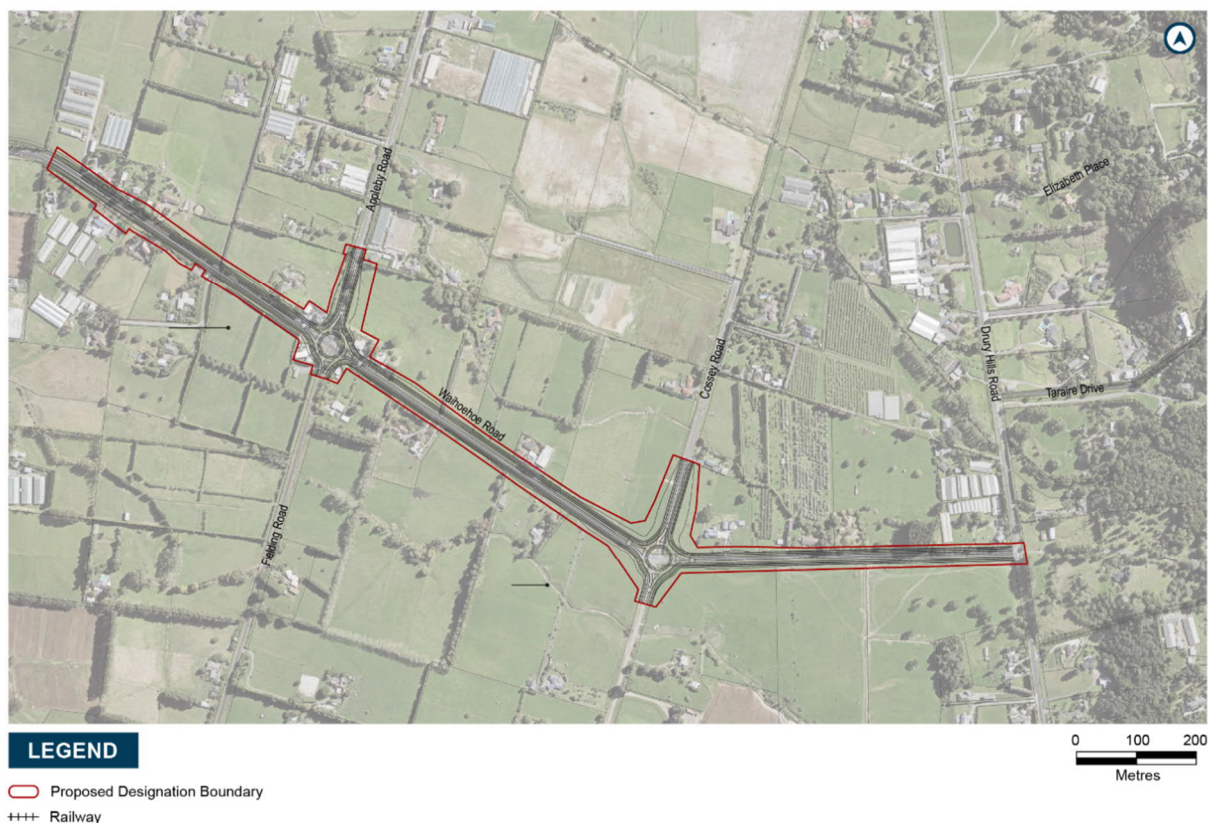 Appleby Road
Elizabeth Place
Cossey Road
Drury Hills Road
Taraire Drive
Waihoehoe Road
Fielding Road
LEGEND
Proposed Designation Boundary
Railway
0 100 200
Metres